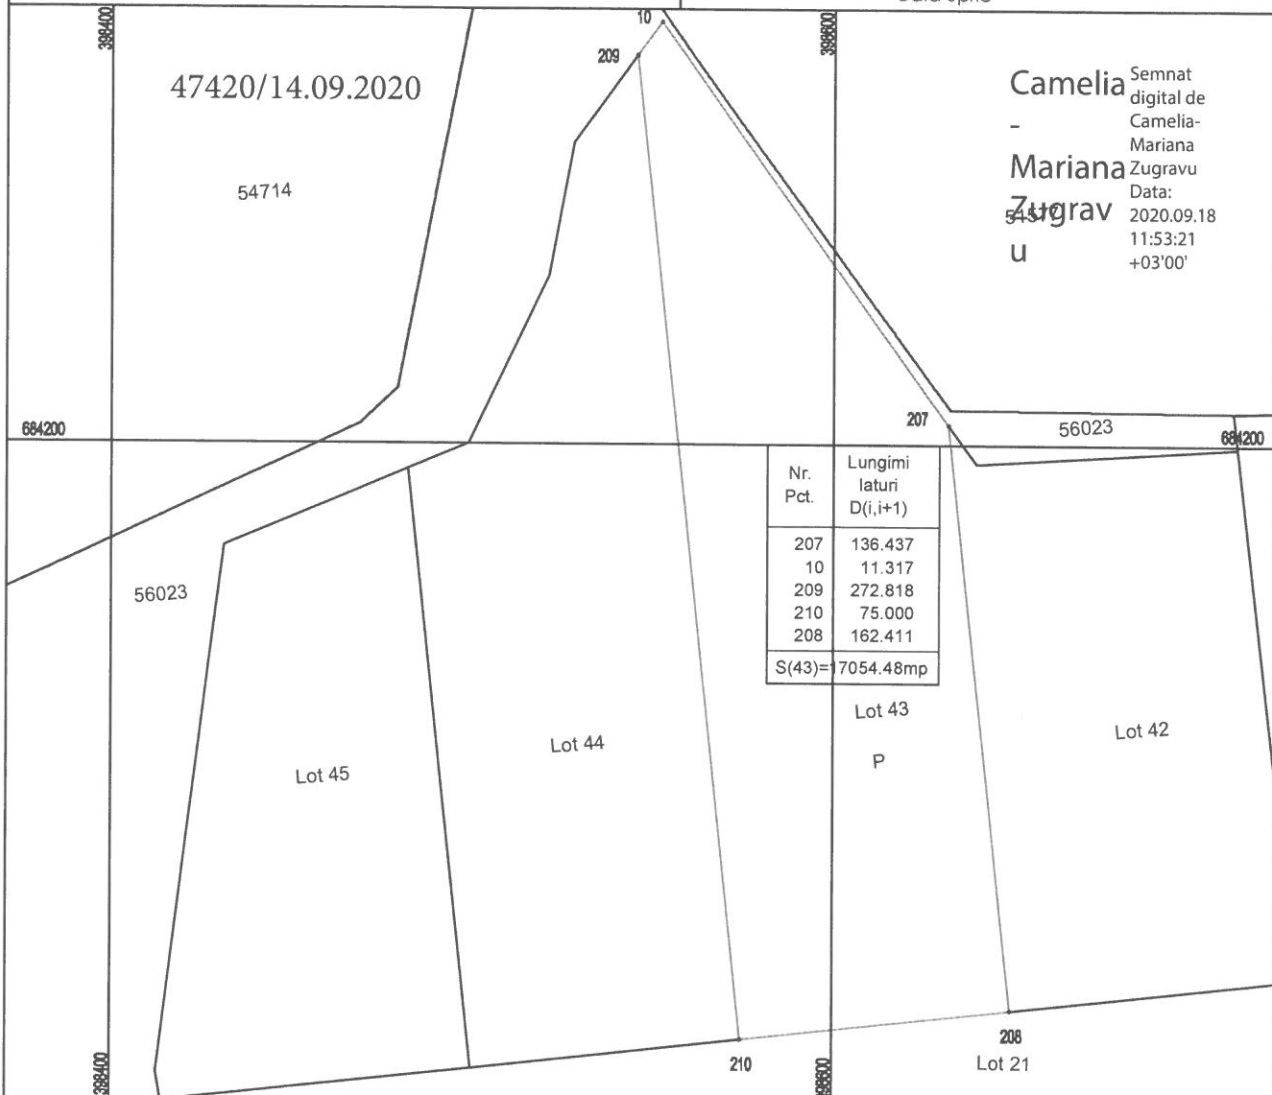 10
398400
398600
209
47420/14.09.2020
Camelia
-
Mariana
Zugrav
u
Semnat
digital de
Camelia-
Mariana
Zugravu
Data:
2020.09.18
11:53:21
+03'00'
54714
54577
207
56023
684200
684200
Nr.
Pct.
Lungimi
laturi
D(i,i+1)
207 136.437
10 11.317
209 272.818
210 75.000
208 162.411
S(43)=17054.48mp
56023
Lot 43
P
Lot 42
Lot 44
Lot 45
208
210
Lot 21
398400
398600